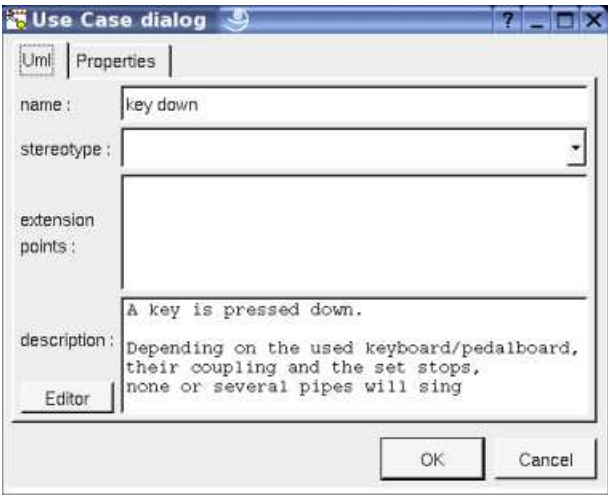 Use Case dialog
? _ □ X
Uml Properties
name : key down
stereotype :
extension
points :
A key is pressed down.
description : Depending on the used keyboard/pedalboard,
their coupling and the set stops,
none or several pipes will sing
Editor
OK Cancel